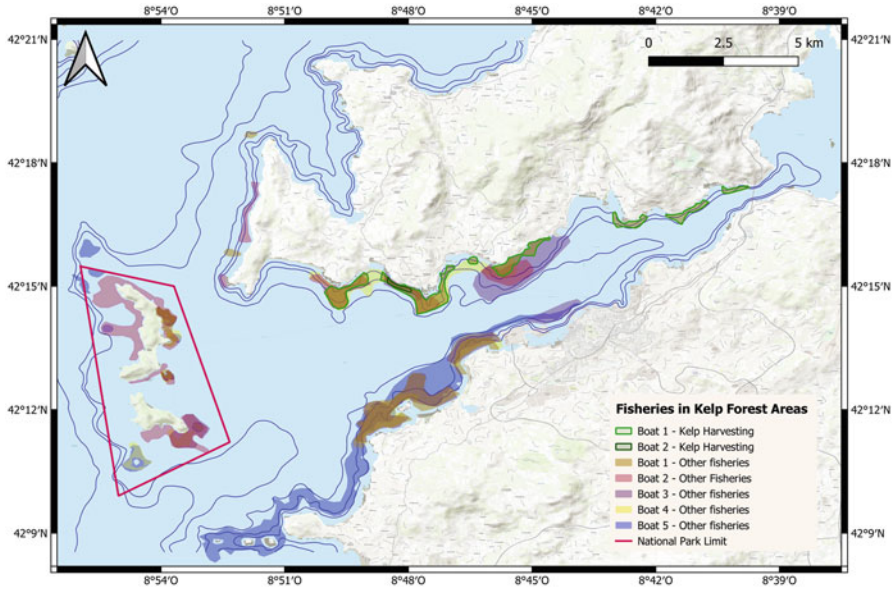 8°54'O 8°51'O 8°48'O 8°45'O 8°42'O 8°39'O
42°21'N 42°21'N
0 2.5 5 km
42°18'N 42°18'N
42°15'N 42°15'N
42°12'N 42°12'N
Fisheries in Kelp Forest Areas
Boat 1 - Kelp Harvesting
Boat 2 - Kelp Harvesting
Boat 1 - Other fisheries
Boat 2 - Other Fisheries
Boat 3 - Other fisheries
Boat 4 - Other fisheries
Boat 5 - Other fisheries
National Park Limit
42°9'N 42°9'N
8°54'O 8°51'O 8°48'O 8°45'O 8°42'O 8°39'O